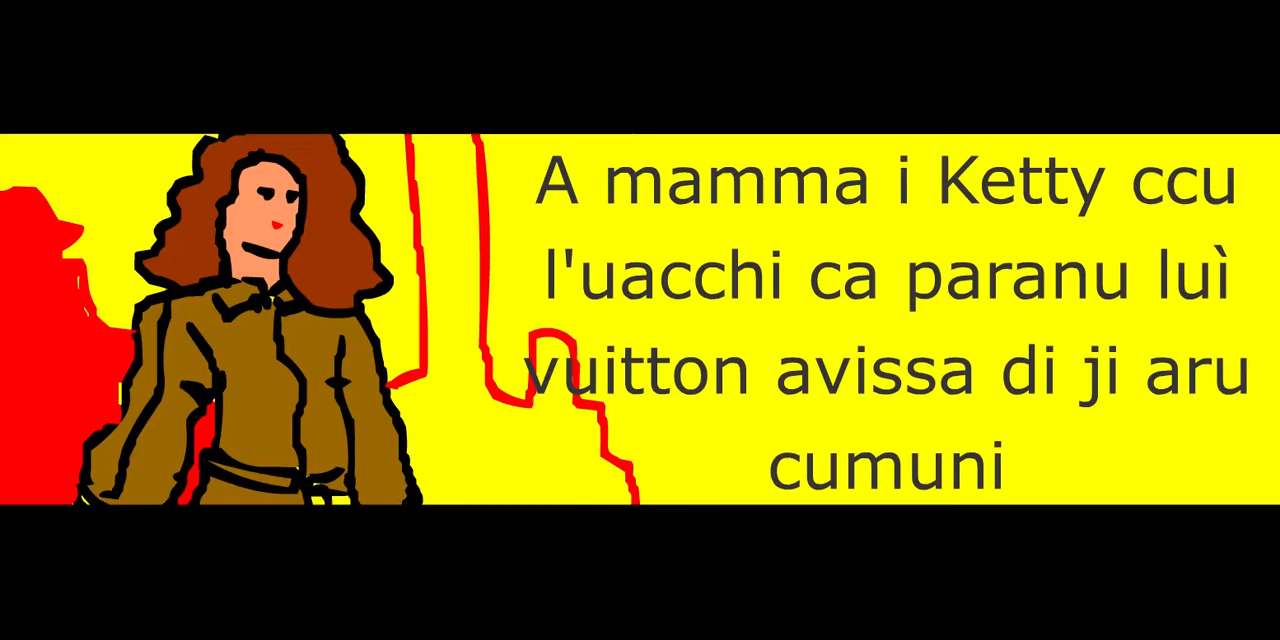 A mamma i Ketty ccu
l'uacchi ca paranu luì
vuitton avissa di ji aru
cumuni